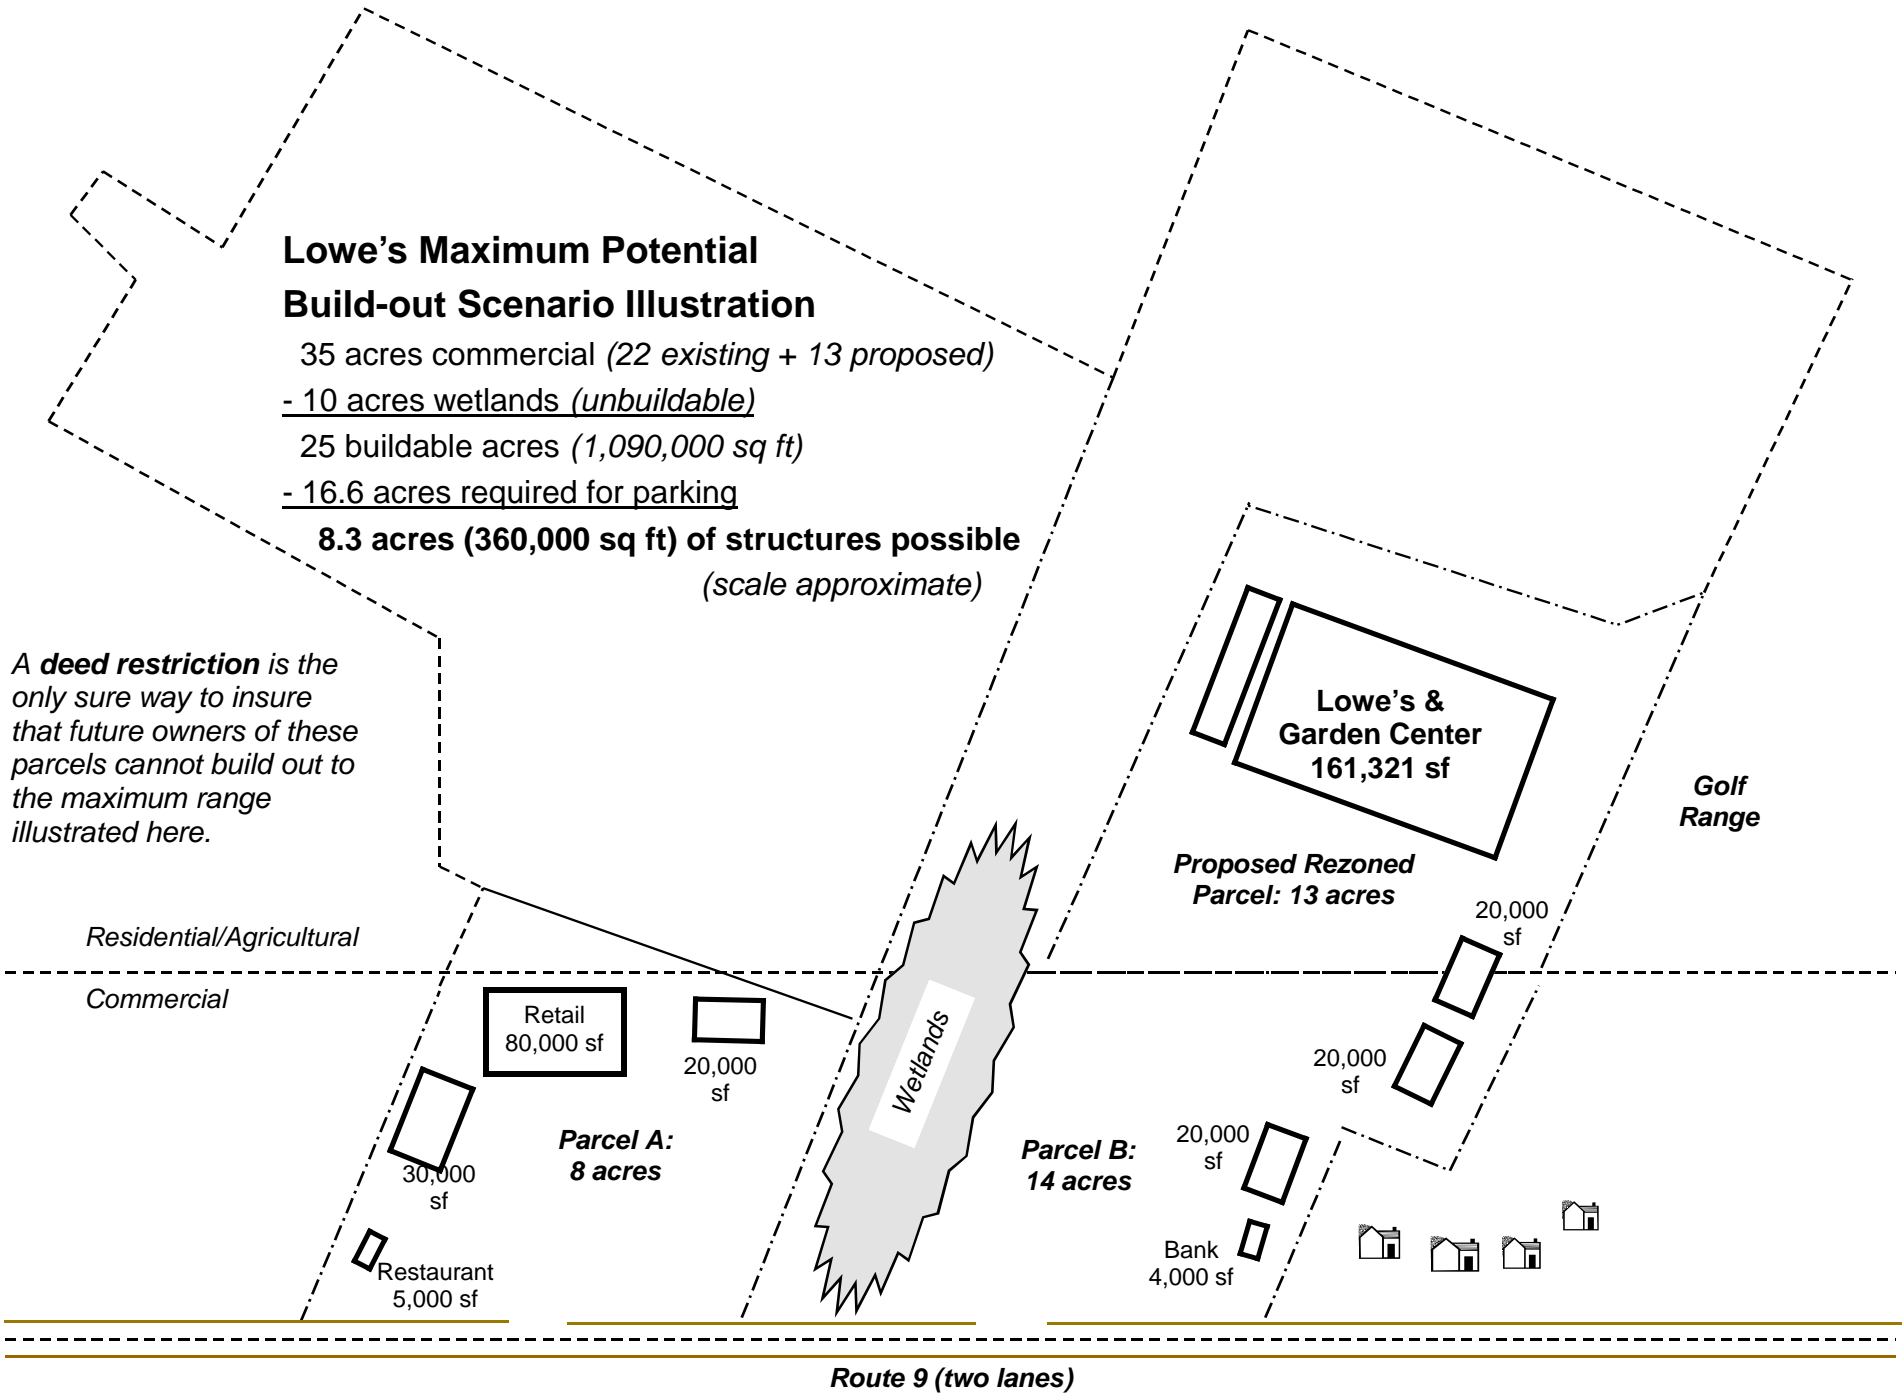 Lowe’s Maximum Potential
Build-out Scenario Illustration
35 acres commercial (22 existing + 13 proposed)
- 10 acres wetlands (unbuildable)
25 buildable acres (1,090,000 sq ft)
- 16.6 acres required for parking
8.3 acres (360,000 sq ft) of structures possible
(scale approximate)
A deed restriction is the
only sure way to insure
that future owners of these
parcels cannot build out to
the maximum range
illustrated here.
Lowe’s &
Garden Center
161,321 sf
Golf
Range
Proposed Rezoned
Parcel: 13 acres
20,000
sf
Residential/Agricultural
Commercial
Retail
80,000 sf
20,000
sf
Wetlands
20,000
sf
30,000
sf
Parcel A:
8 acres
Parcel B:
14 acres
20,000
sf
Restaurant
5,000 sf
Bank
4,000 sf
Route 9 (two lanes)